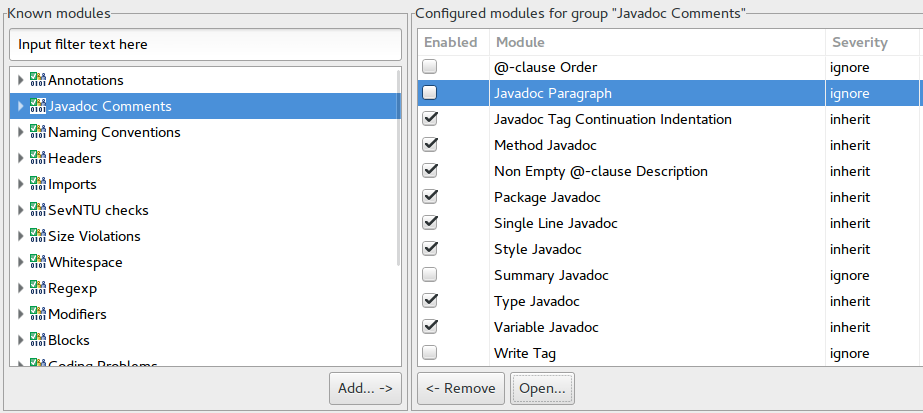 Known modules
Input filter text here
Annotations
Javadoc Comments
Naming Conventions
Headers
Imports
SevNTU checks
Size Violations
Whitespace
Regexp
Modifiers
Blocks
Coding Problems
Add... ->
Configured modules for group "Javadoc Comments"
Enabled Module Severity
@-clause Order ignore
Javadoc Paragraph ignore
Javadoc Tag Continuation Indentation inherit
Method Javadoc inherit
Non Empty @-clause Description inherit
Package Javadoc inherit
Single Line Javadoc inherit
Style Javadoc inherit
Summary Javadoc ignore
Type Javadoc inherit
Variable Javadoc inherit
Write Tag ignore
<- Remove Open...